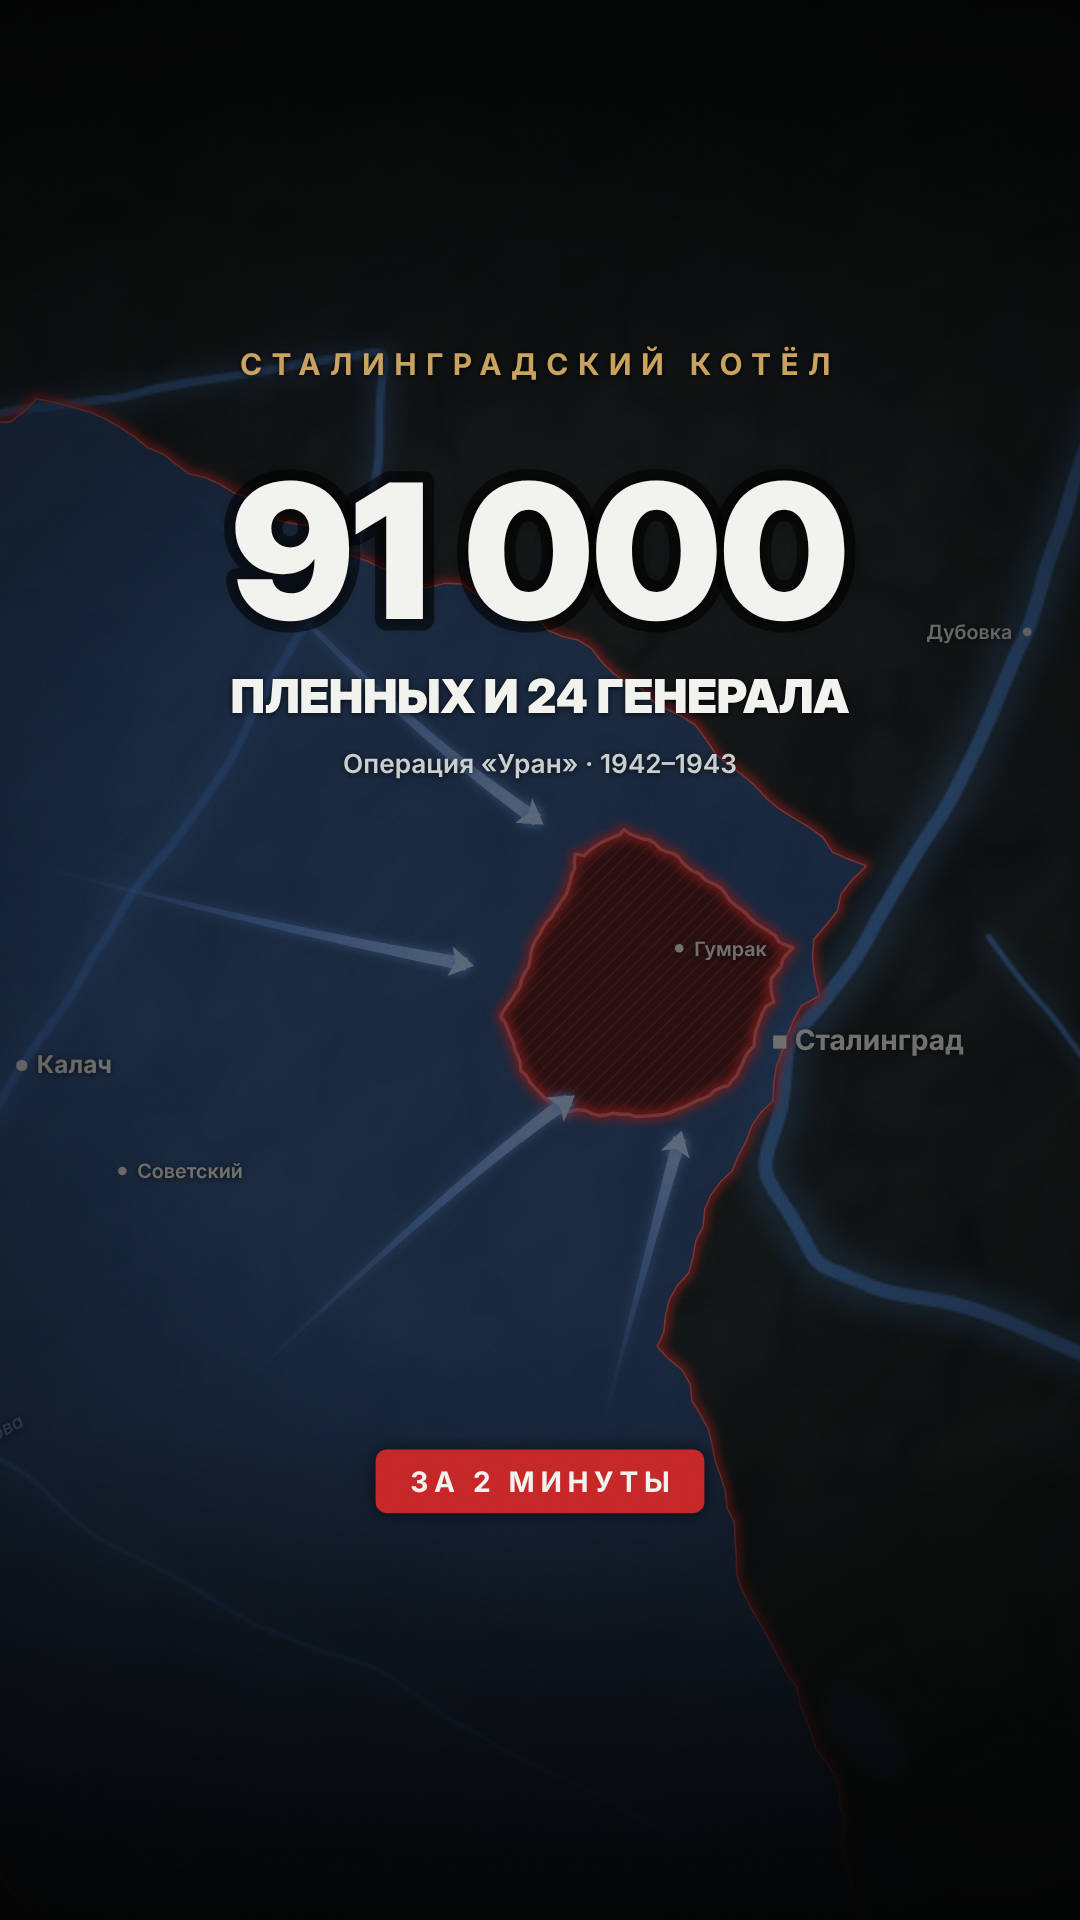 СТАЛИНГРАДСКИЙ КОТЁЛ
91 000
ПЛЕННЫХ И 24 ГЕНЕРАЛА
Операция «Уран» · 1942–1943
Дубовка
Гумрак
Сталинград
Калач
Советский
ЗА 2 МИНУТЫ